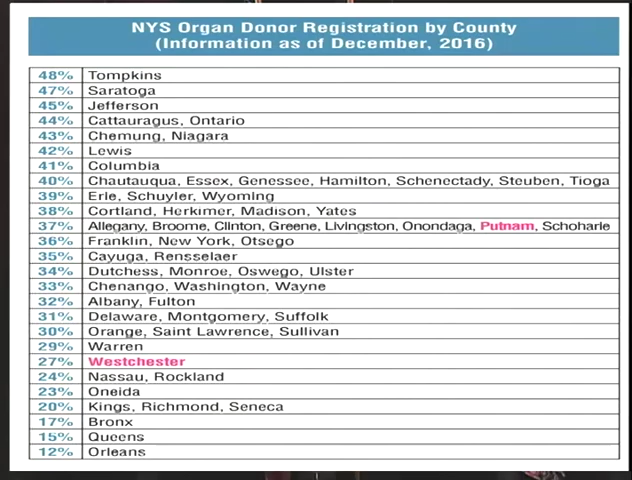 NYS Organ Donor Registration by County
(Information as of December, 2016)
48% Tompkins
47% Saratoga
45% Jefferson
44% Cattauragus, Ontario
43% Chemung, Niagara
42% Lewis
41% Columbia
40% Chautauqua, Essex, Genessee, Hamilton, Schenectady, Steuben, Tioga
39% Erie, Schuyler, Wyoming
38% Cortland, Herkimer, Madison, Yates
37% Allegany, Broome, Clinton, Greene, Livingston, Onondaga, Putnam, Schoharie
36% Franklin, New York, Otsego
35% Cayuga, Rensselaer
34% Dutchess, Monroe, Oswego, Ulster
33% Chenango, Washington, Wayne
32% Albany, Fulton
31% Delaware, Montgomery, Suffolk
30% Orange, Saint Lawrence, Sullivan
29% Warren
27% Westchester
24% Nassau, Rockland
23% Oneida
20% Kings, Richmond, Seneca
17% Bronx
15% Queens
12% Orleans